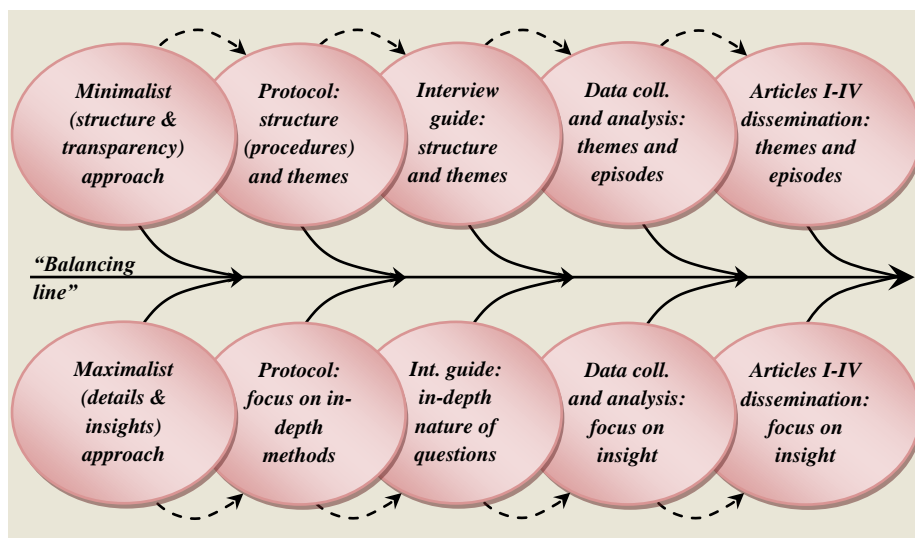 Minimalist
(structure &
transparency)
approach
Protocol:
structure
(procedures)
and themes
Interview
guide:
structure
and themes
Data coll.
and analysis:
themes and
episodes
Articles I-IV
dissemination:
themes and
episodes
“Balancing
line”
Maximalist
(details &
insights)
approach
Protocol:
focus on in-
depth
methods
Int. guide:
in-depth
nature of
questions
Data coll.
and analysis:
focus on
insight
Articles I-IV
dissemination:
focus on
insight